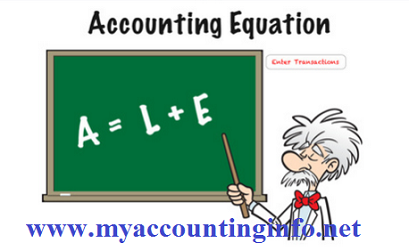 Accounting Equation
Enter Transactions
A = L + E
www.myaccountinginfo.net